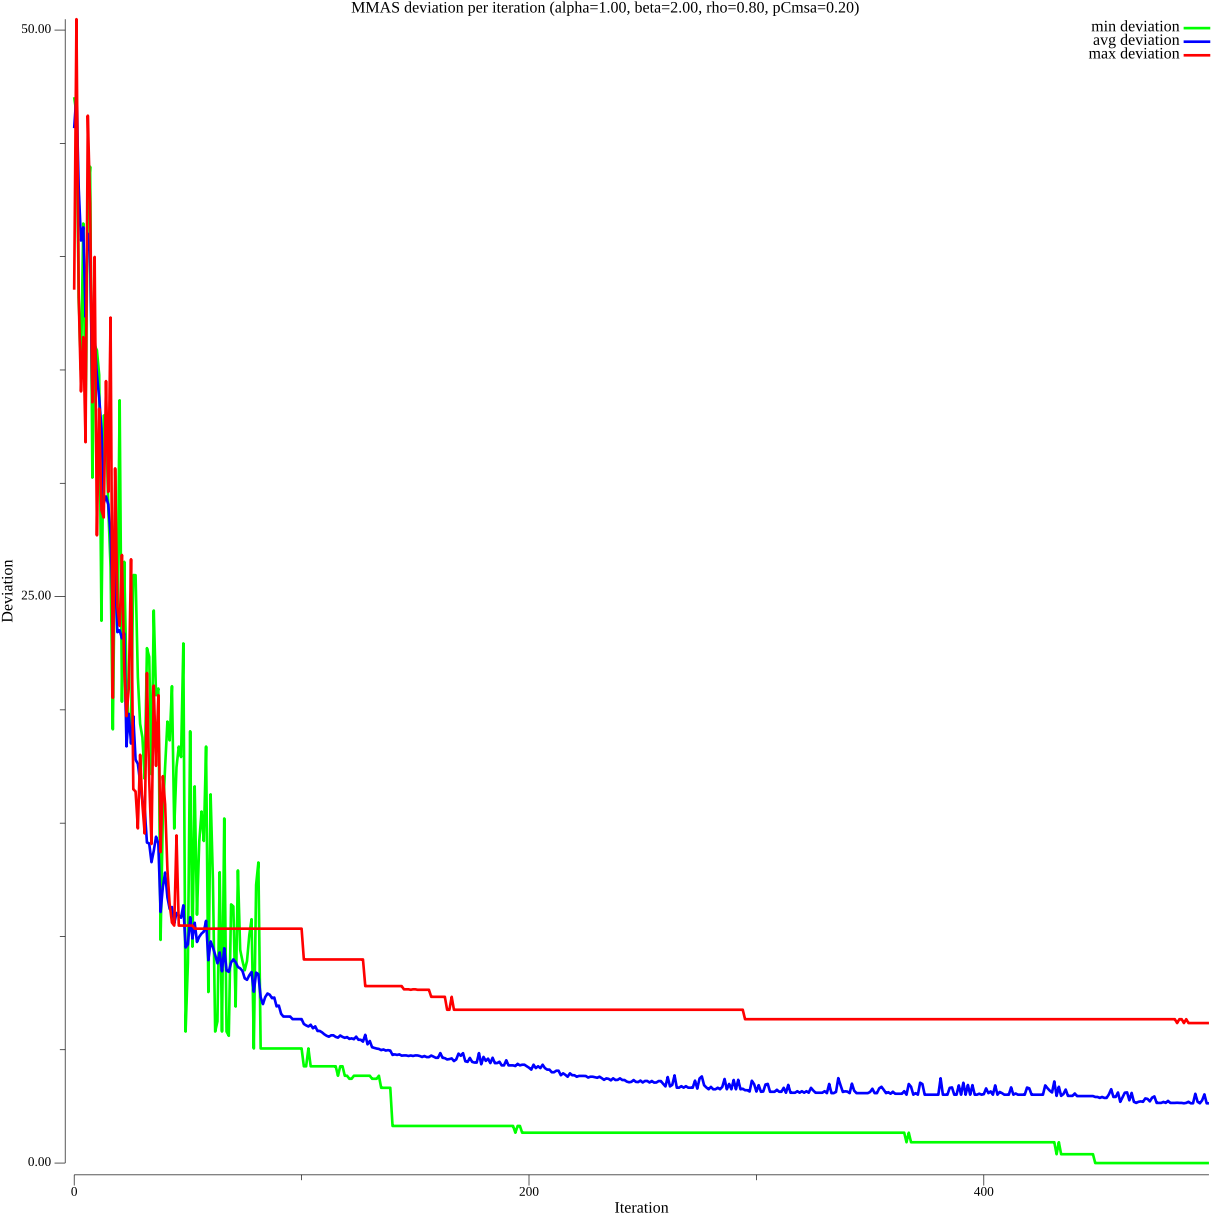 MMAS deviation per iteration (alpha=1.00, beta=2.00, rho=0.80, pCmsa=0.20)
50.00
min deviation
avg deviation
max deviation
Deviation
25.00
0.00
0
200
400
Iteration